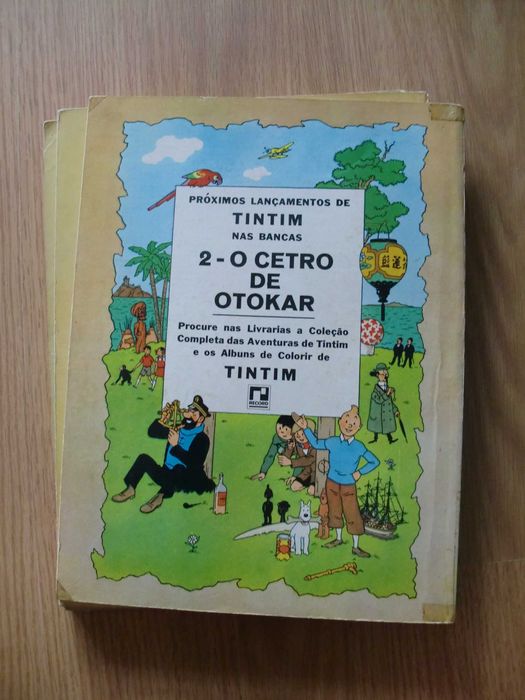 PRÓXIMOS LANÇAMENTOS DE
TINTIM
NAS BANCAS
2 - O CETRO
DE
OTOKAR
Procure nas Livrarias a Coleção
Completa das Aventuras de Tintim
e os Albuns de Colorir de
TINTIM
RECORD